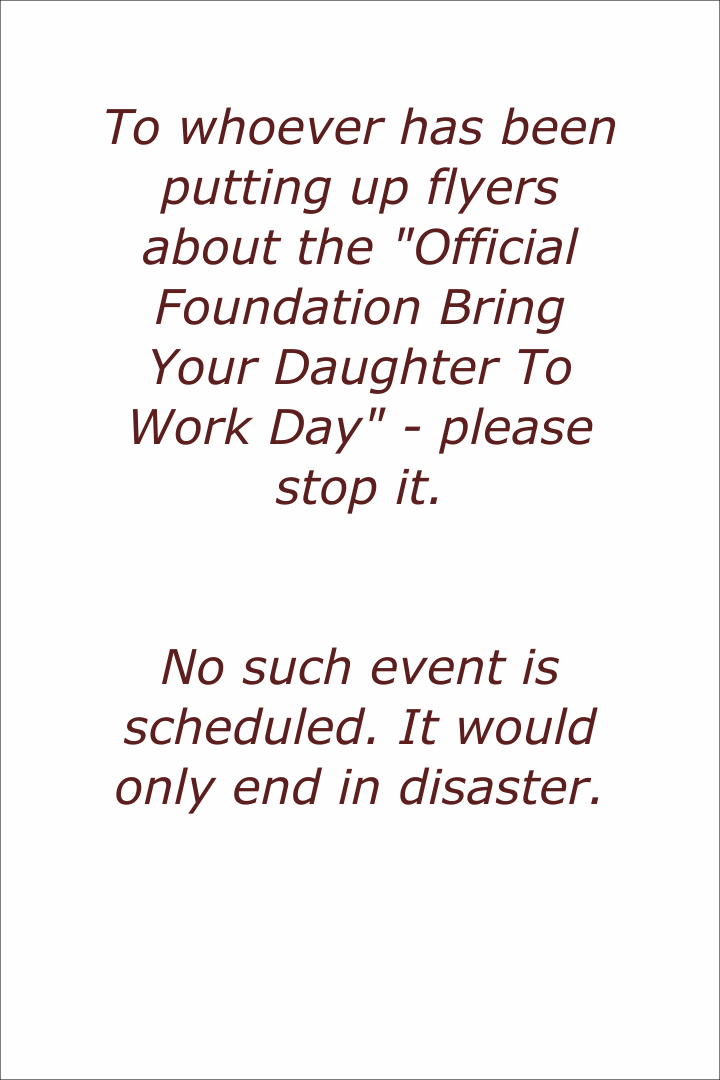 To whoever has been
putting up flyers
about the "Official
Foundation Bring
Your Daughter To
Work Day" - please
stop it.
No such event is
scheduled. It would
only end in disaster.